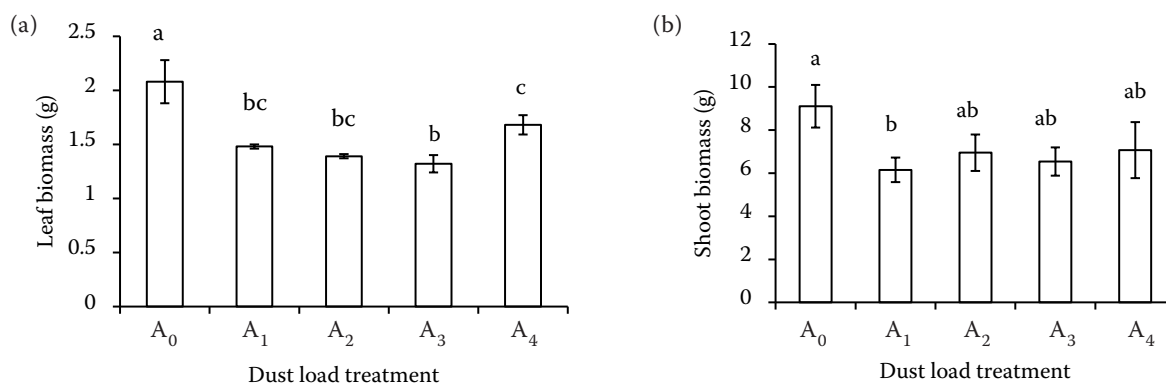 (a)
Leaf biomass (g)
2.5
2
1.5
1
0.5
0
a
bc
bc
b
c
A0 A1 A2 A3 A4
Dust load treatment
(b)
Shoot biomass (g)
12
10
8
6
4
2
0
a
b
ab
ab
ab
A0 A1 A2 A3 A4
Dust load treatment